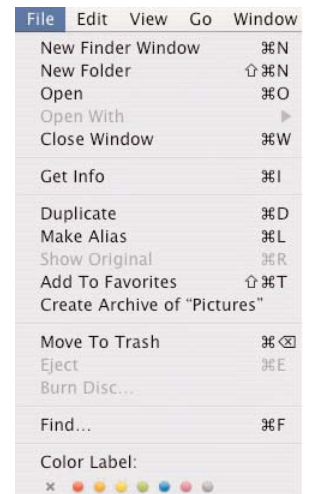 File Edit View Go Window
New Finder Window ⌘N
New Folder ⇧⌘N
Open ⌘O
Open With ▶
Close Window ⌘W
Get Info ⌘I
Duplicate ⌘D
Make Alias ⌘L
Show Original ⌘R
Add To Favorites ⇧⌘T
Create Archive of “Pictures”
Move To Trash ⌘⌫
Eject ⌘E
Burn Disc...
Find... ⌘F
Color Label:
×